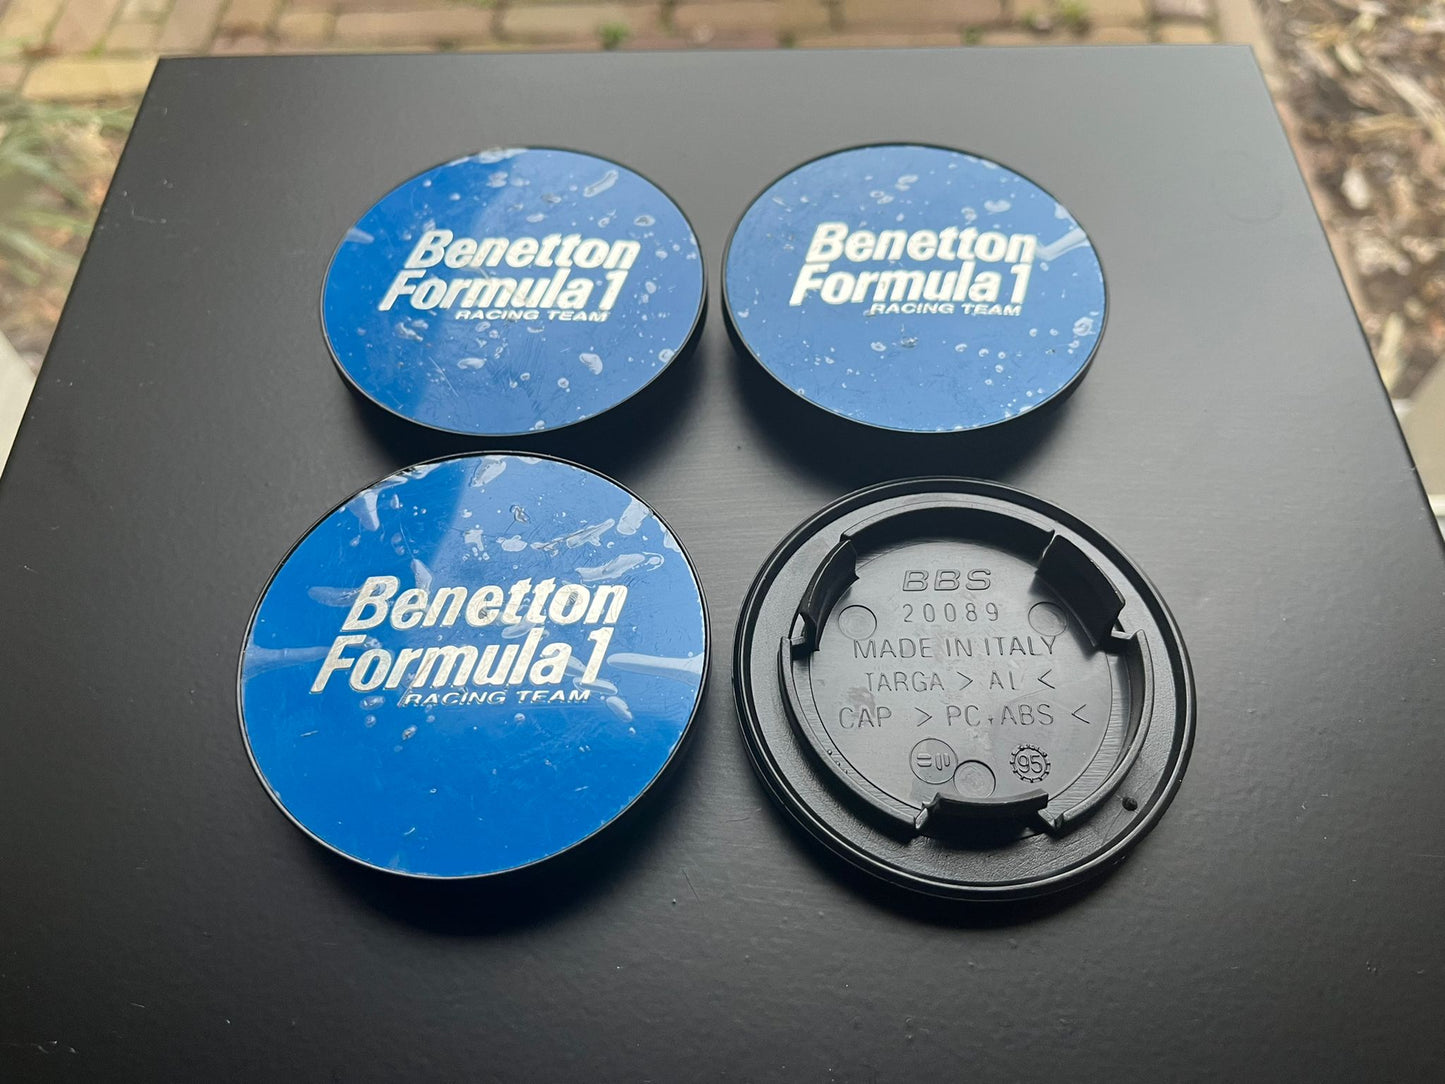 Benetton
Formula 1
RACING TEAM
Benetton
Formula 1
RACING TEAM
Benetton
Formula 1
RACING TEAM
BBS
20089
MADE IN ITALY
TARGA > AL <
CAP > PC, ABS <
95